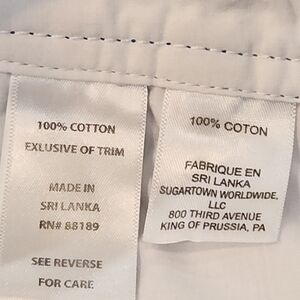 100% COTTON
EXLUSIVE OF TRIM
MADE IN
SRI LANKA
RN# 88189
SEE REVERSE
FOR CARE
100% COTON
FABRIQUE EN
SRI LANKA
SUGARTOWN WORLDWIDE,
LLC
800 THIRD AVENUE
KING OF PRUSSIA, PA